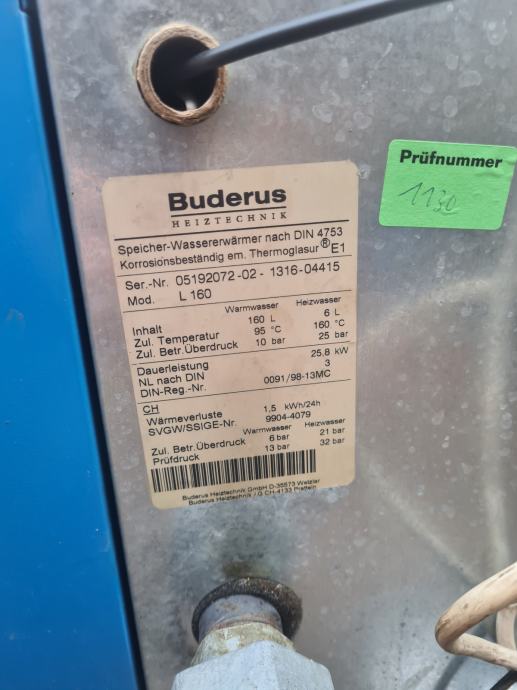 Prüfnummer
1130
Buderus
HEIZTECHNIK
Speicher-Wassererwärmer nach DIN 4753
Korrosionsbeständig em. Thermoglasur ® E1
Ser.-Nr. 05192072-02-1316-04415
Mod. L 160
Warmwasser Heizwasser
Inhalt 160 L 6 L
Zul. Temperatur 95 °C 160 °C
Zul. Betr.Überdruck 10 bar 25 bar
Dauerleistung 25,8 kW
NL nach DIN 3
DIN-Reg.-Nr. 0091/98-13MC
CH
Wärmeverluste 1,5 kWh/24h
SVGW/SSIGE-Nr. 9904-4079
Warmwasser Heizwasser
Zul. Betr.Überdruck 6 bar 21 bar
Prüfdruck 13 bar 32 bar
Buderus Heiztechnik GmbH D-35573 Wetzlar
Buderus Heiztechnik / G CH-4133 Pratteln